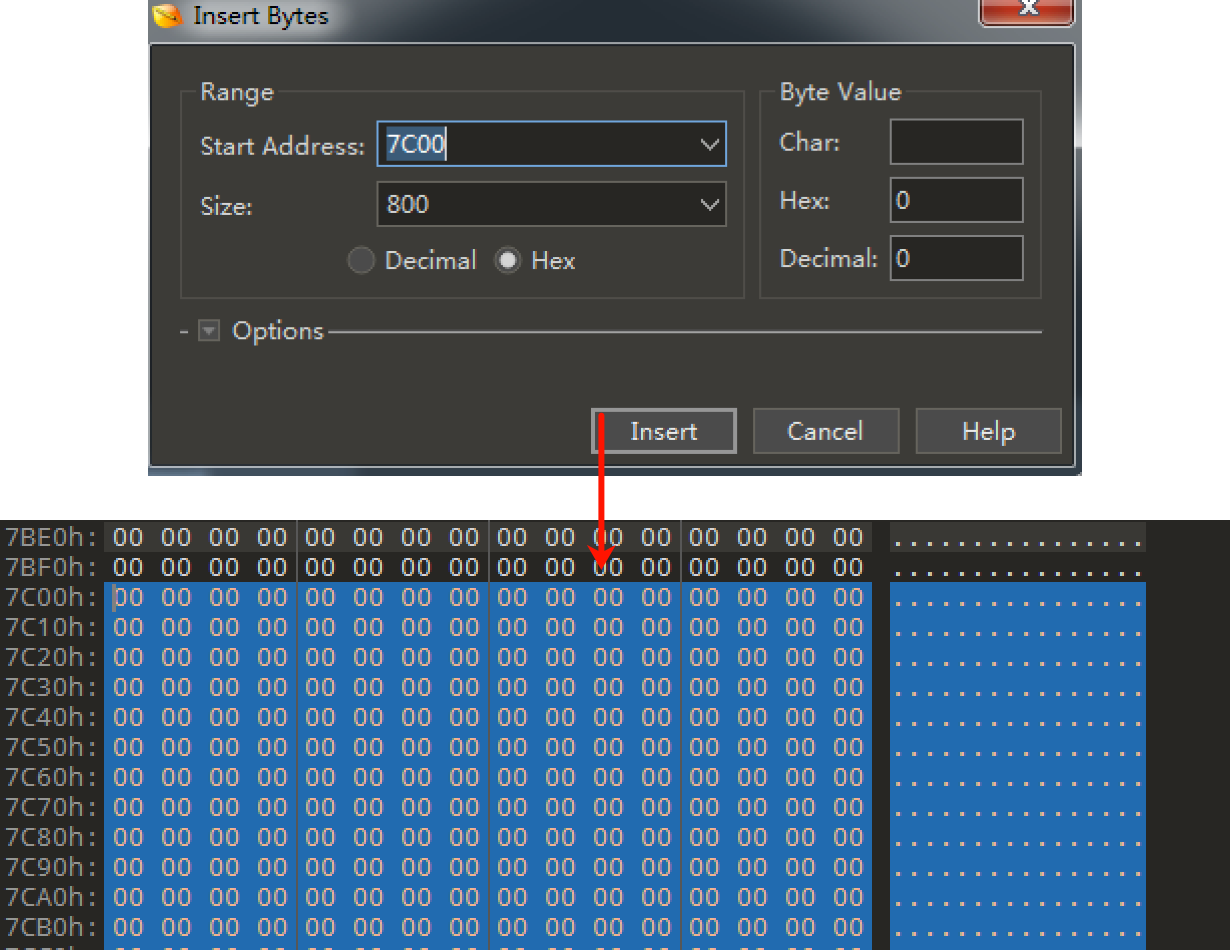 Insert Bytes
Range
Start Address: 7C00
Size: 800
Decimal Hex
Byte Value
Char:
Hex: 0
Decimal: 0
Options
Insert Cancel Help
7BE0h: 00 00 00 00 00 00 00 00 00 00 00 00 00 00 00 00 ................
7BF0h: 00 00 00 00 00 00 00 00 00 00 00 00 00 00 00 00 ................
7C00h: 00 00 00 00 00 00 00 00 00 00 00 00 00 00 00 00 ................
7C10h: 00 00 00 00 00 00 00 00 00 00 00 00 00 00 00 00 ................
7C20h: 00 00 00 00 00 00 00 00 00 00 00 00 00 00 00 00 ................
7C30h: 00 00 00 00 00 00 00 00 00 00 00 00 00 00 00 00 ................
7C40h: 00 00 00 00 00 00 00 00 00 00 00 00 00 00 00 00 ................
7C50h: 00 00 00 00 00 00 00 00 00 00 00 00 00 00 00 00 ................
7C60h: 00 00 00 00 00 00 00 00 00 00 00 00 00 00 00 00 ................
7C70h: 00 00 00 00 00 00 00 00 00 00 00 00 00 00 00 00 ................
7C80h: 00 00 00 00 00 00 00 00 00 00 00 00 00 00 00 00 ................
7C90h: 00 00 00 00 00 00 00 00 00 00 00 00 00 00 00 00 ................
7CA0h: 00 00 00 00 00 00 00 00 00 00 00 00 00 00 00 00 ................
7CB0h: 00 00 00 00 00 00 00 00 00 00 00 00 00 00 00 00 ................